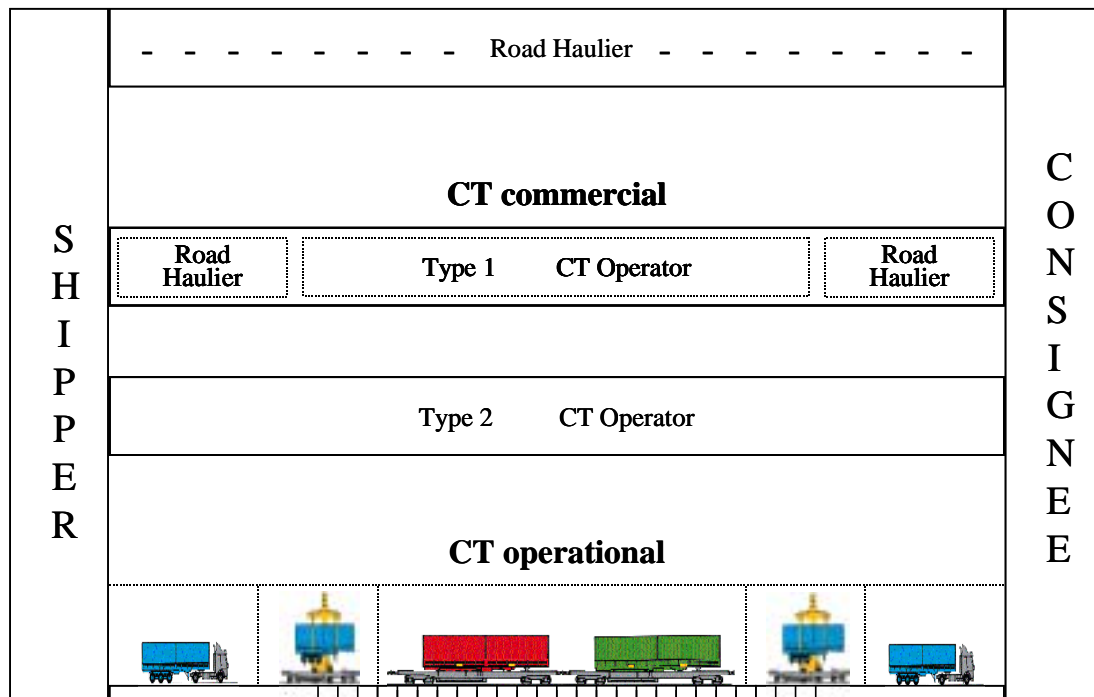 Road Haulier
SHIPPER
CONSIGNEE
CT commercial
Road
Haulier
Type 1 CT Operator
Road
Haulier
Type 2 CT Operator
CT operational